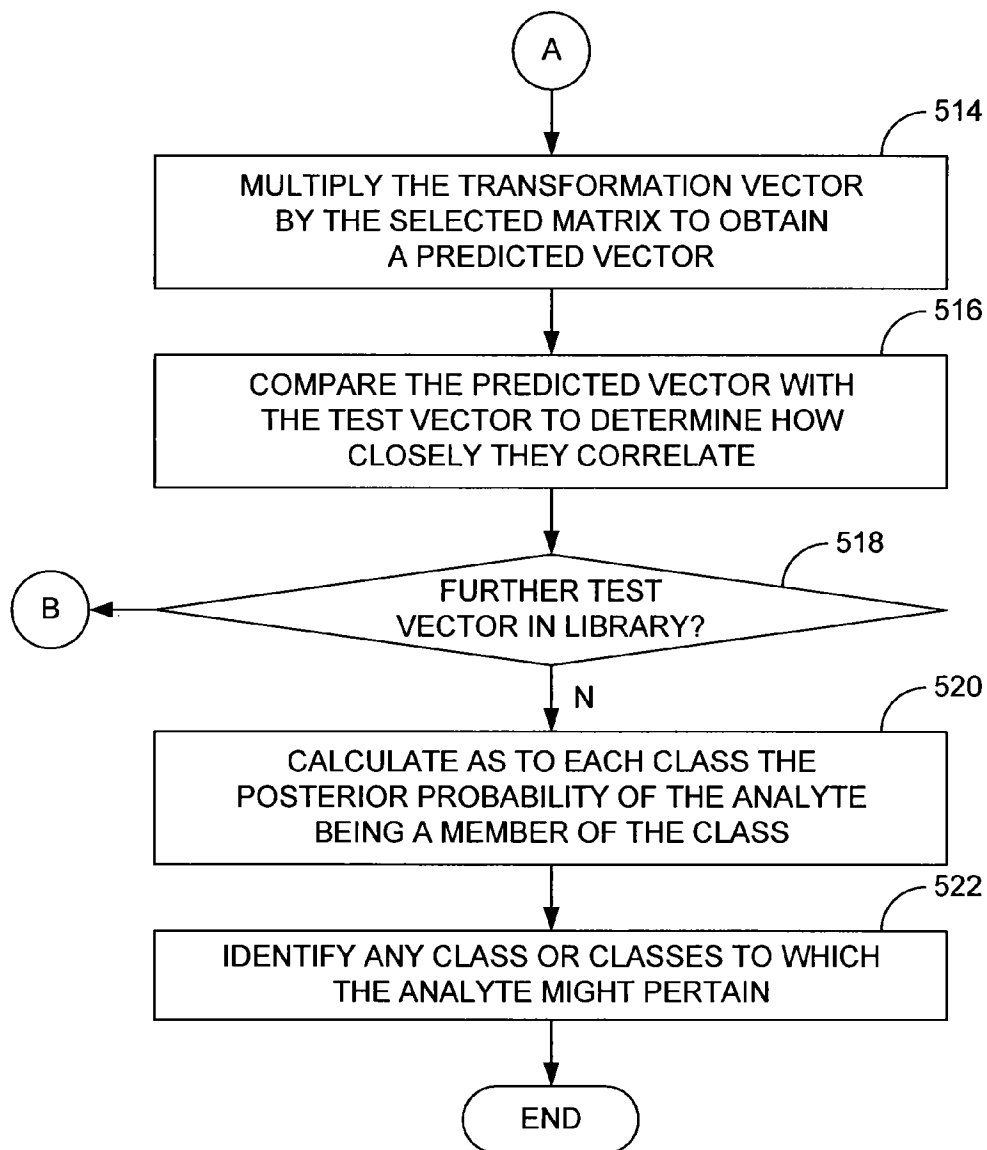 A
514
MULTIPLY THE TRANSFORMATION VECTOR
BY THE SELECTED MATRIX TO OBTAIN
A PREDICTED VECTOR
516
COMPARE THE PREDICTED VECTOR WITH
THE TEST VECTOR TO DETERMINE HOW
CLOSELY THEY CORRELATE
518
B
FURTHER TEST
VECTOR IN LIBRARY?
N
520
CALCULATE AS TO EACH CLASS THE
POSTERIOR PROBABILITY OF THE ANALYTE
BEING A MEMBER OF THE CLASS
522
IDENTIFY ANY CLASS OR CLASSES TO WHICH
THE ANALYTE MIGHT PERTAIN
END